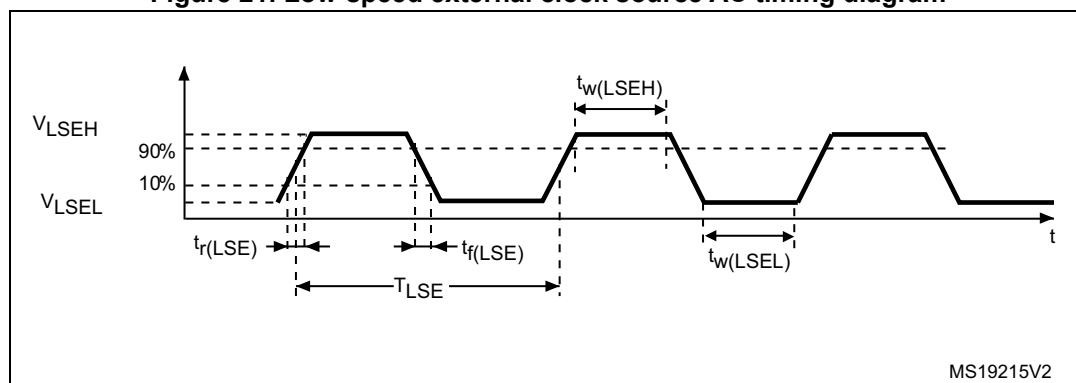 Figure 21. Low-speed external clock source AC timing diagram
tw(LSEH)
VLSEH
90%
10%
VLSEL
tr(LSE)
tf(LSE)
tw(LSEL)
t
TLSE
MS19215V2